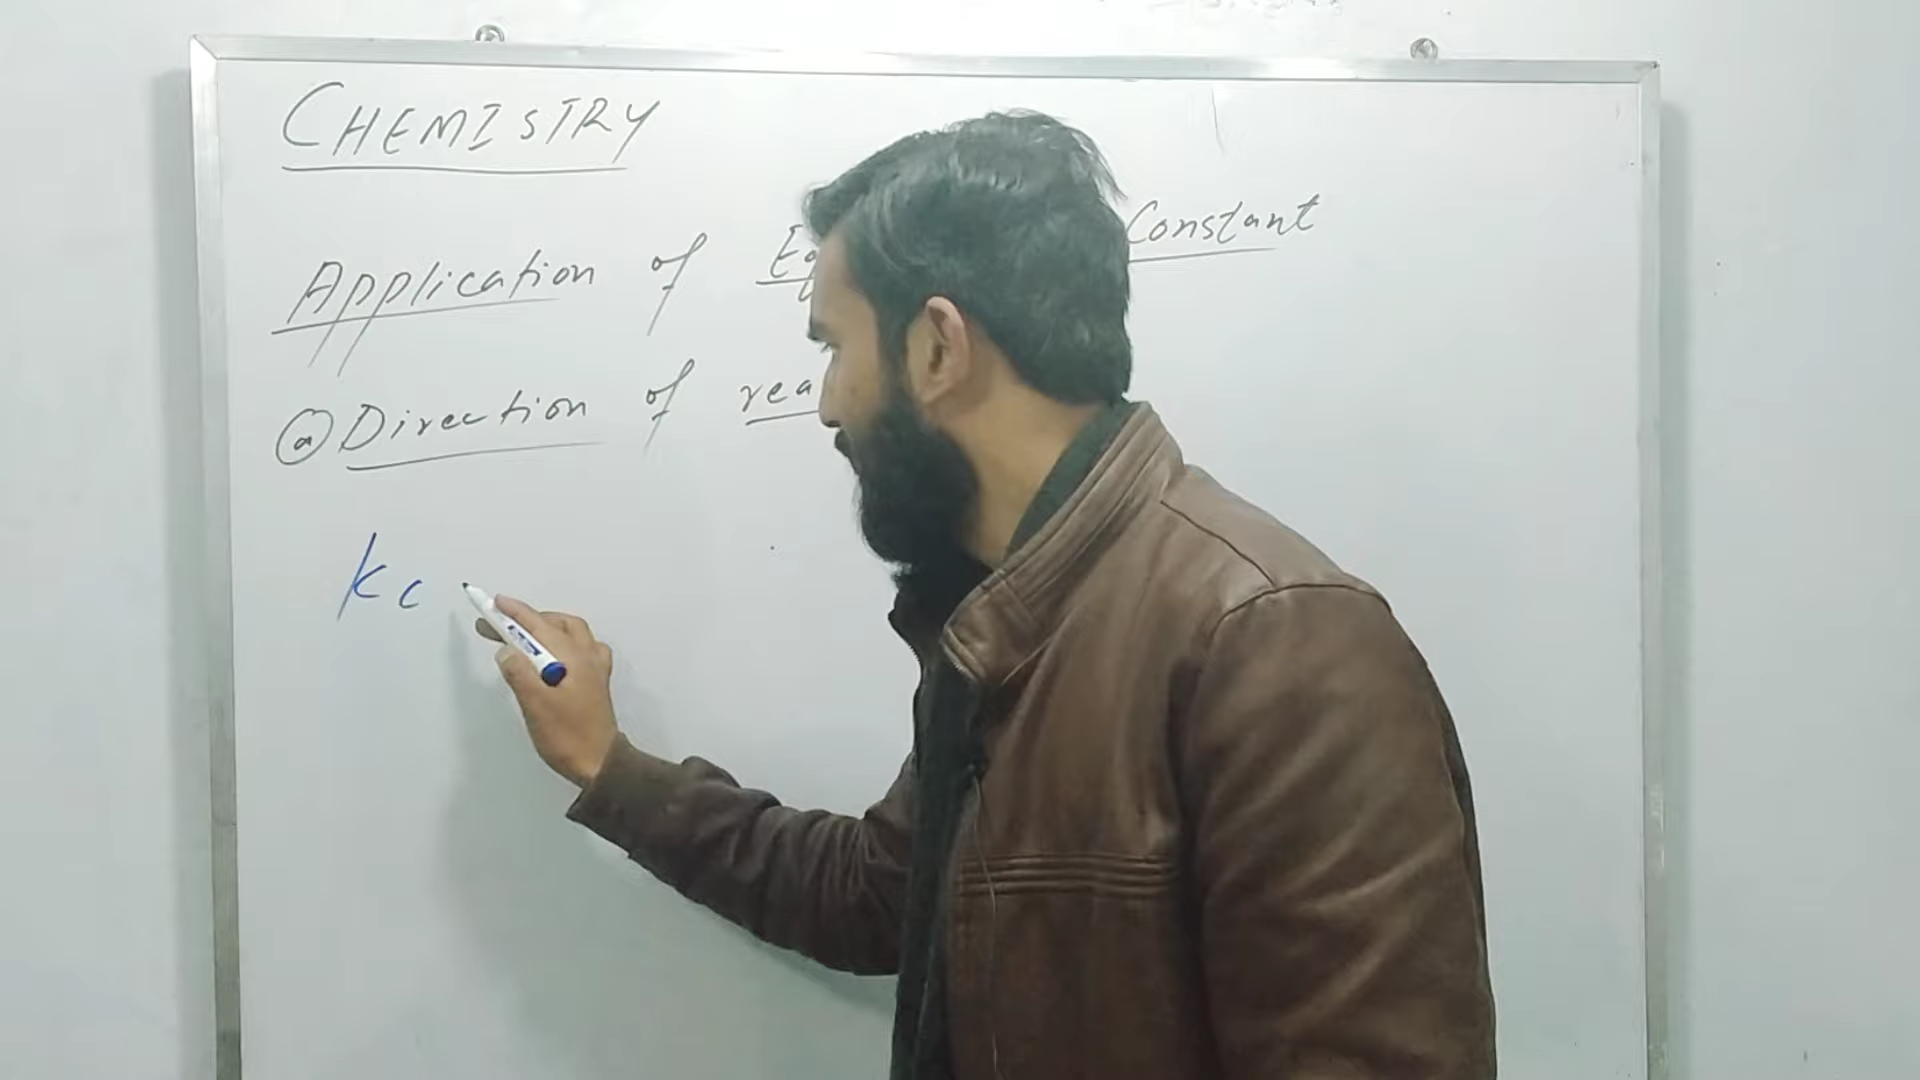 CHEMISTRY
Application of Constant
(a) Direction of
Kc